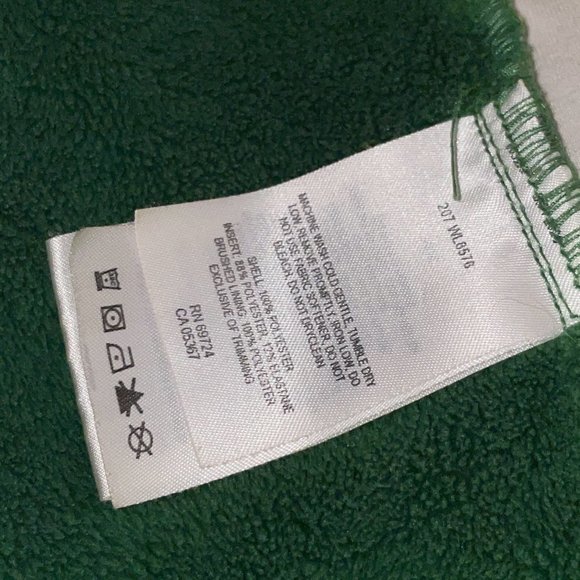 207 WL6576
MACHINE WASH COLD GENTLE, TUMBLE DRY
LOW, REMOVE PROMPTLY, IRON LOW, DO
NOT USE FABRIC SOFTENER, DO NOT
BLEACH, DO NOT DRYCLEAN
SHELL: 100% POLYESTER
INSERT: 88% POLYESTER, 12% ELASTANE
BRUSHED LINING: 100% POLYESTER
EXCLUSIVE OF TRIMMING
RN 69724
CA 05367